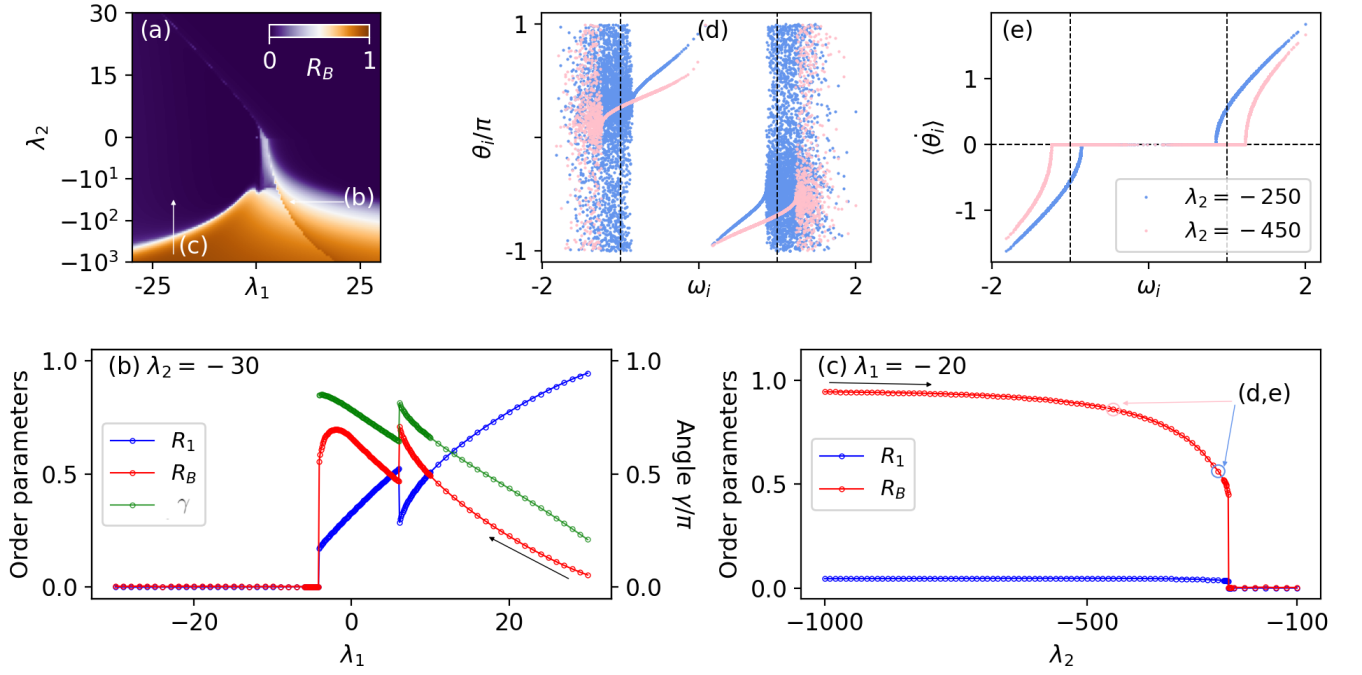 (a)
0 1
R_B
30
15
0
−10¹
−10²
−10³
λ₂
(b)
(c)
-25 25
λ₁
(d)
1
-1
θᵢ/π
-2 2
ωᵢ
(e)
1
0
-1
⟨θ̇ᵢ⟩
λ₂ = −250
λ₂ = −450
-2 2
ωᵢ
(b) λ₂ = −30
1.0
0.5
0.0
Order parameters
R₁
R_B
γ
1.0
0.5
0.0
Angle γ/π
−20 0 20
λ₁
(c) λ₁ = −20
1.0
0.5
0.0
Order parameters
(d,e)
R₁
R_B
−1000 −500 −100
λ₂